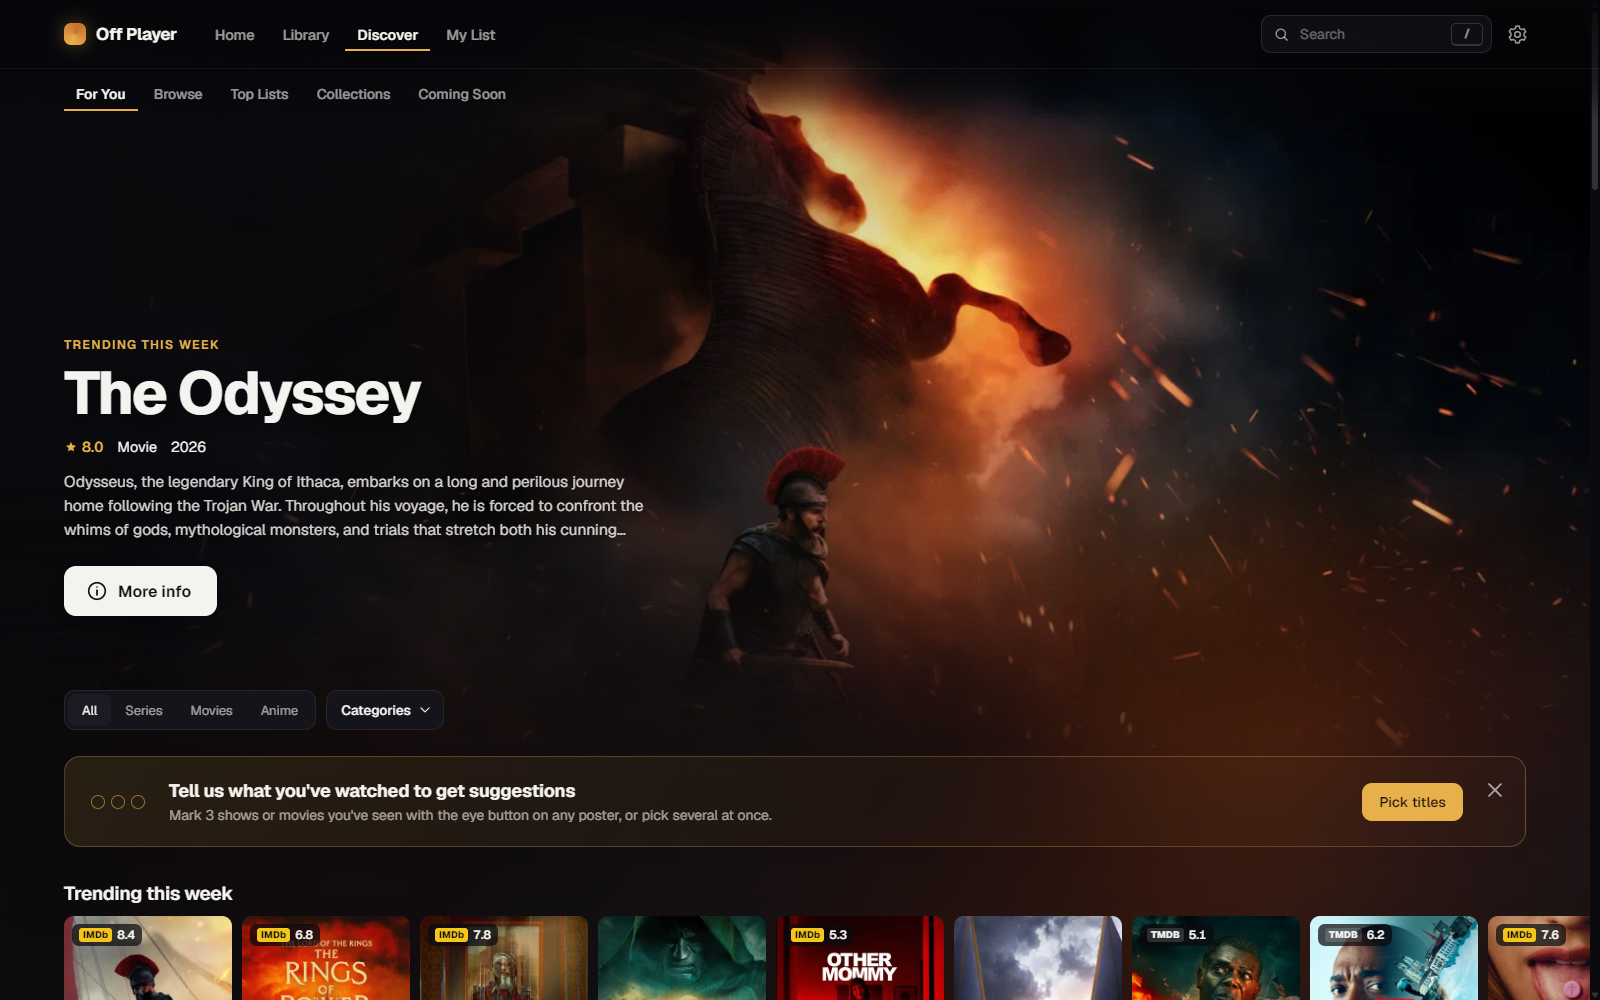 Off Player
Home
Library
Discover
My List
Search
/
For You
Browse
Top Lists
Collections
Coming Soon
TRENDING THIS WEEK
The Odyssey
8.0 Movie 2026
Odysseus, the legendary King of Ithaca, embarks on a long and perilous journey
home following the Trojan War. Throughout his voyage, he is forced to confront the
whims of gods, mythological monsters, and trials that stretch both his cunning...
More info
All
Series
Movies
Anime
Categories
Tell us what you've watched to get suggestions
Mark 3 shows or movies you've seen with the eye button on any poster, or pick several at once.
Pick titles
Trending this week
IMDb 8.4
IMDb 6.8
OF THE RINGS
THE
RINGS
OF
POWER
IMDb 7.8
IMDb 5.3
OTHER
MOMMY
TMDB 5.1
TMDB 6.2
IMDb 7.6